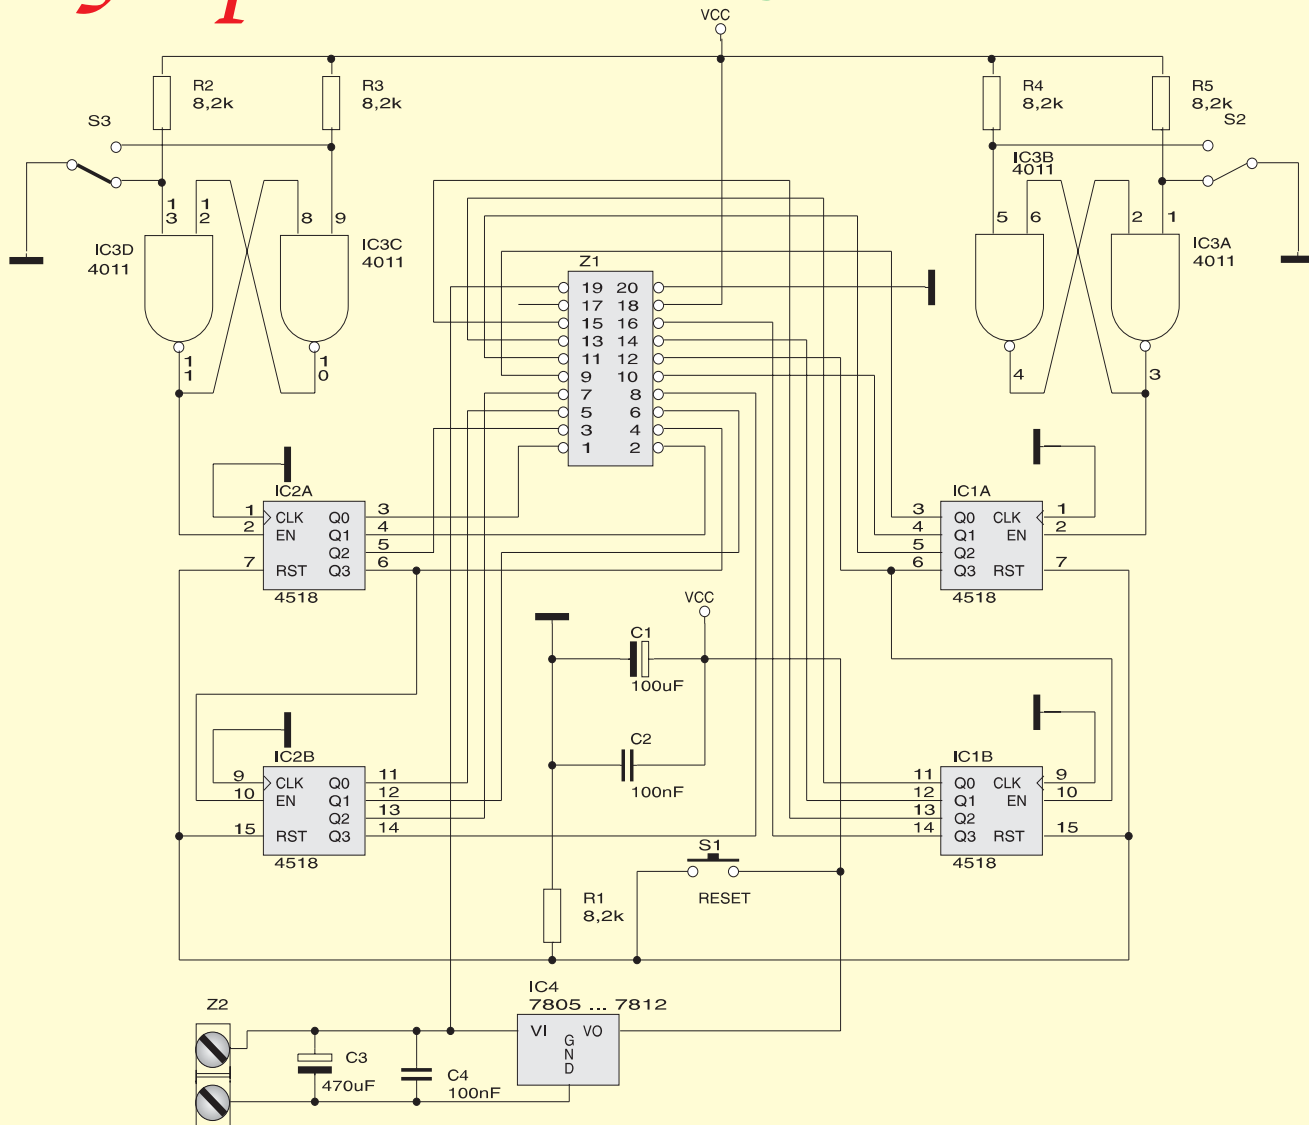 VCC
R2
8,2k
R3
8,2k
R4
8,2k
R5
8,2k
S3
S2
IC3B
4011
1
3
1
2
8
9
5
6
2
1
IC3D
4011
IC3C
4011
IC3A
4011
Z1
19 20
17 18
15 16
13 14
11 12
9 10
7 8
5 6
3 4
1 2
1
1
1
0
4
3
IC2A
1 CLK Q0 3
2 EN Q1 4
Q2 5
7 RST Q3 6
4518
IC1A
3 Q0 CLK 1
4 Q1 EN 2
5 Q2
6 Q3 RST 7
4518
VCC
C1
100uF
C2
100nF
IC2B
9 CLK Q0 11
10 EN Q1 12
Q2 13
15 RST Q3 14
4518
IC1B
11 Q0 CLK 9
12 Q1 EN 10
13 Q2
14 Q3 RST 15
4518
S1
RESET
R1
8,2k
IC4
7805 ... 7812
VI VO
G
N
D
Z2
C3
470uF
C4
100nF